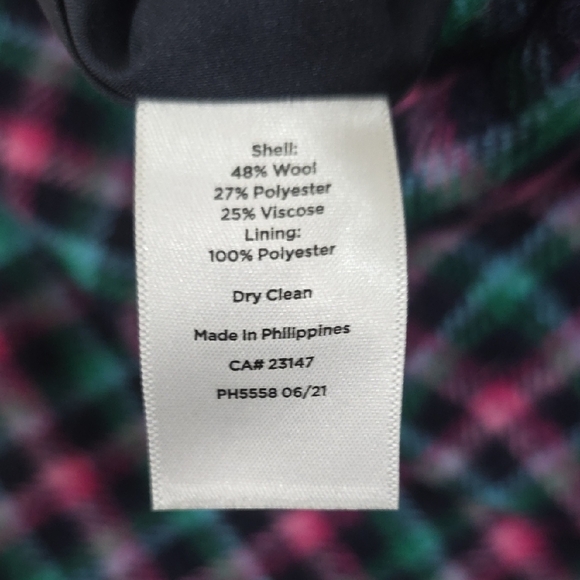 Shell:
48% Wool
27% Polyester
25% Viscose
Lining:
100% Polyester
Dry Clean
Made In Philippines
CA# 23147
PH5558 06/21